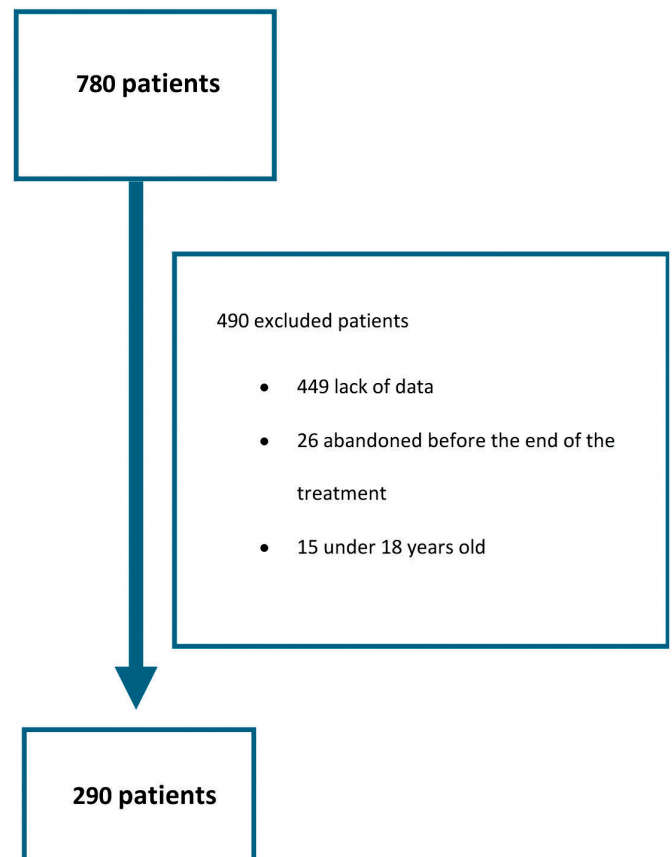 780 patients
490 excluded patients
● 449 lack of data
● 26 abandoned before the end of the
treatment
● 15 under 18 years old
290 patients